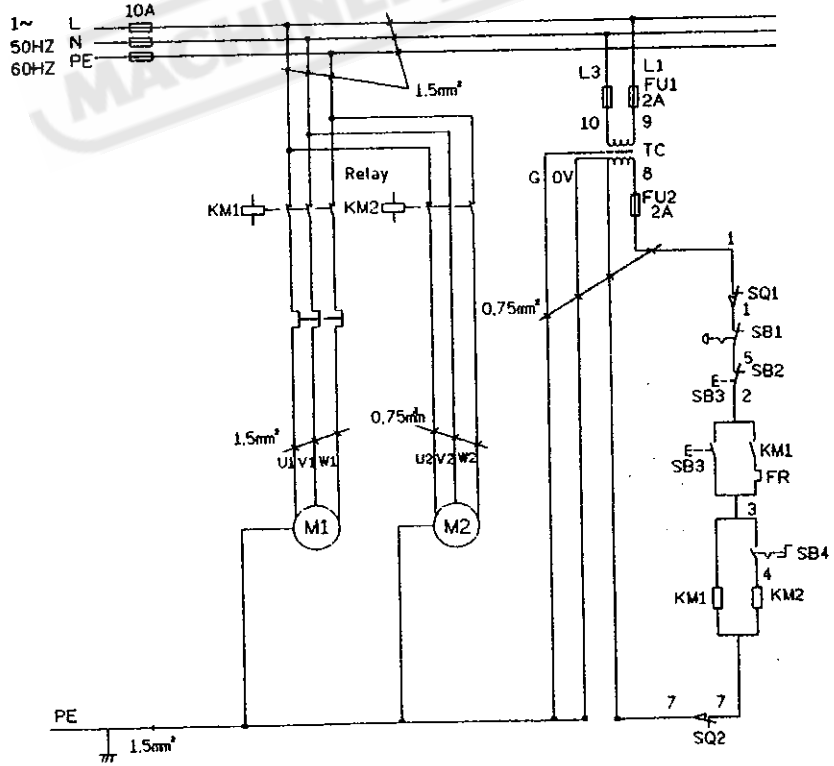 MACHINER
1~ L 10A
50HZ N
60HZ PE
1.5mm²
L3 L1
FU1
2A
10 9
TC
G 0V 8
FU2
2A
Relay
KM1 KM2
1
0,75mm²
SQ1
1
SB1
5
SB2
SB3
2
1,5mm²
0,75mm²
U1 V1 W1
U2 V2 W2
SB3
KM1
FR
3
M1 M2
SB4
4
KM1 KM2
PE
7 7
SQ2
1.5mm²